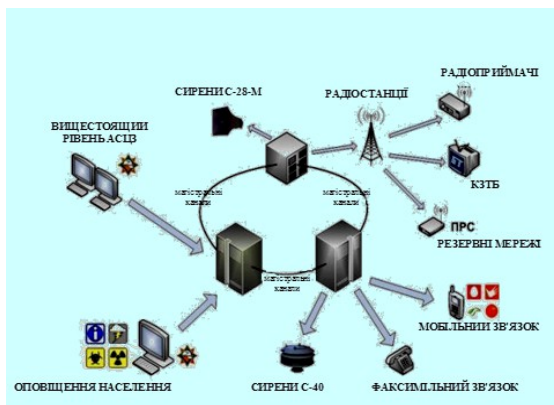 РАДІОПРИЙМАЧІ
СИРЕНИ С-28-М
РАДІОСТАНЦІЇ
ВИЩЕСТОЯЩИЙ
РІВЕНЬ АСЦЗ
КЗТБ
магістральні
канали
магістральні
канали
ПРС
РЕЗЕРВНІ МЕРЕЖІ
магістральні
канали
МОБІЛЬНИЙ ЗВ'ЯЗОК
ОПОВІЩЕННЯ НАСЕЛЕННЯ
СИРЕНИ С-40
ФАКСИМІЛЬНИЙ ЗВ'ЯЗОК